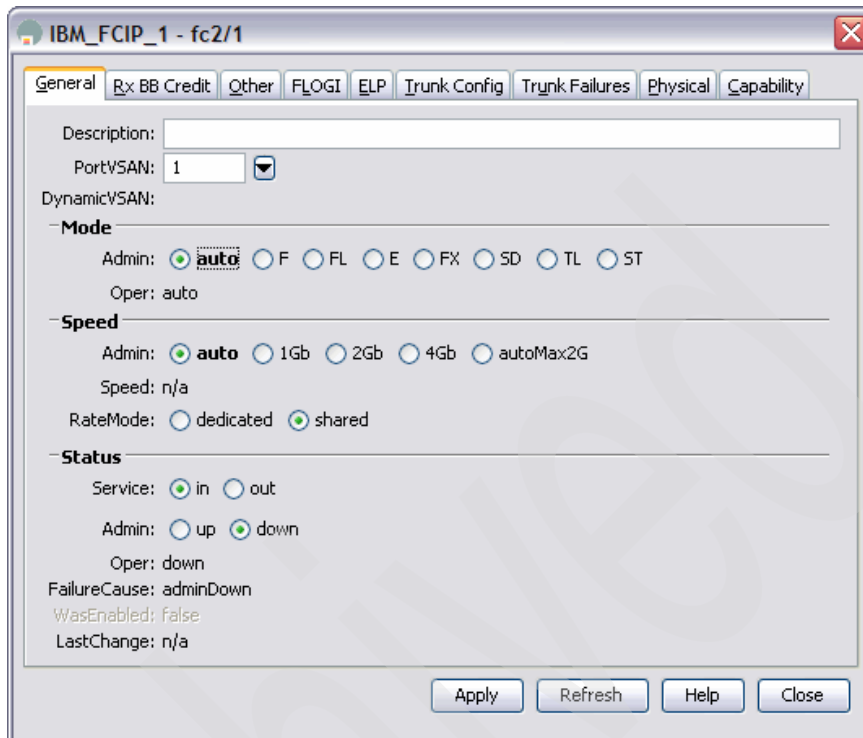 IBM_FCIP_1 - fc2/1
General Rx BB Credit Other FLOGI ELP Trunk Config Trunk Failures Physical Capability
Description:
PortVSAN: 1
DynamicVSAN:
Mode
Admin: auto F FL E FX SD TL ST
Oper: auto
Speed
Admin: auto 1Gb 2Gb 4Gb autoMax2G
Speed: n/a
RateMode: dedicated shared
Status
Service: in out
Admin: up down
Oper: down
FailureCause: adminDown
WasEnabled: false
LastChange: n/a
Apply Refresh Help Close